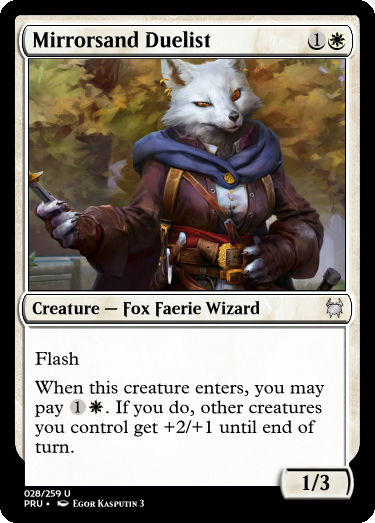 Mirrorsand Duelist 1
Creature — Fox Faerie Wizard
Flash
When this creature enters, you may
pay 1. If you do, other creatures
you control get +2/+1 until end of
turn.
1/3
028/259 U
PRU • Egor Kasputin 3